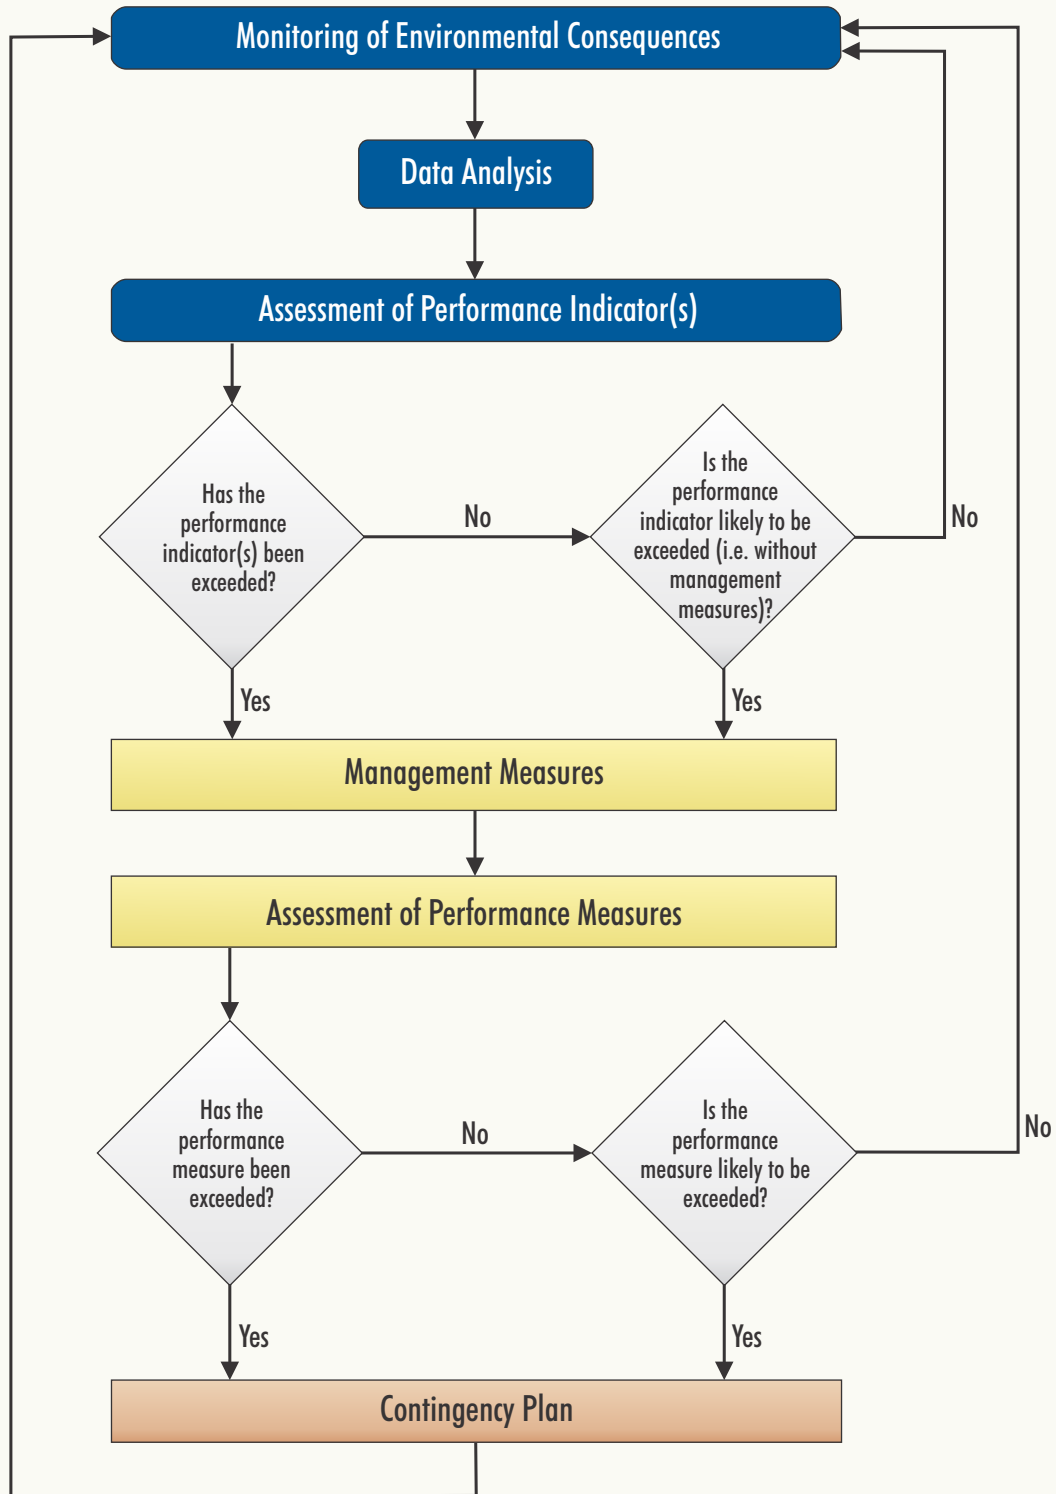 Monitoring of Environmental Consequences
Data Analysis
Assessment of Performance Indicator(s)
Has the
performance
indicator(s) been
exceeded?
No
Is the
performance
indicator likely to be
exceeded (i.e. without
management
measures)?
No
Yes
Yes
Management Measures
Assessment of Performance Measures
Has the
performance
measure been
exceeded?
No
Is the
performance
measure likely to be
exceeded?
No
Yes
Yes
Contingency Plan